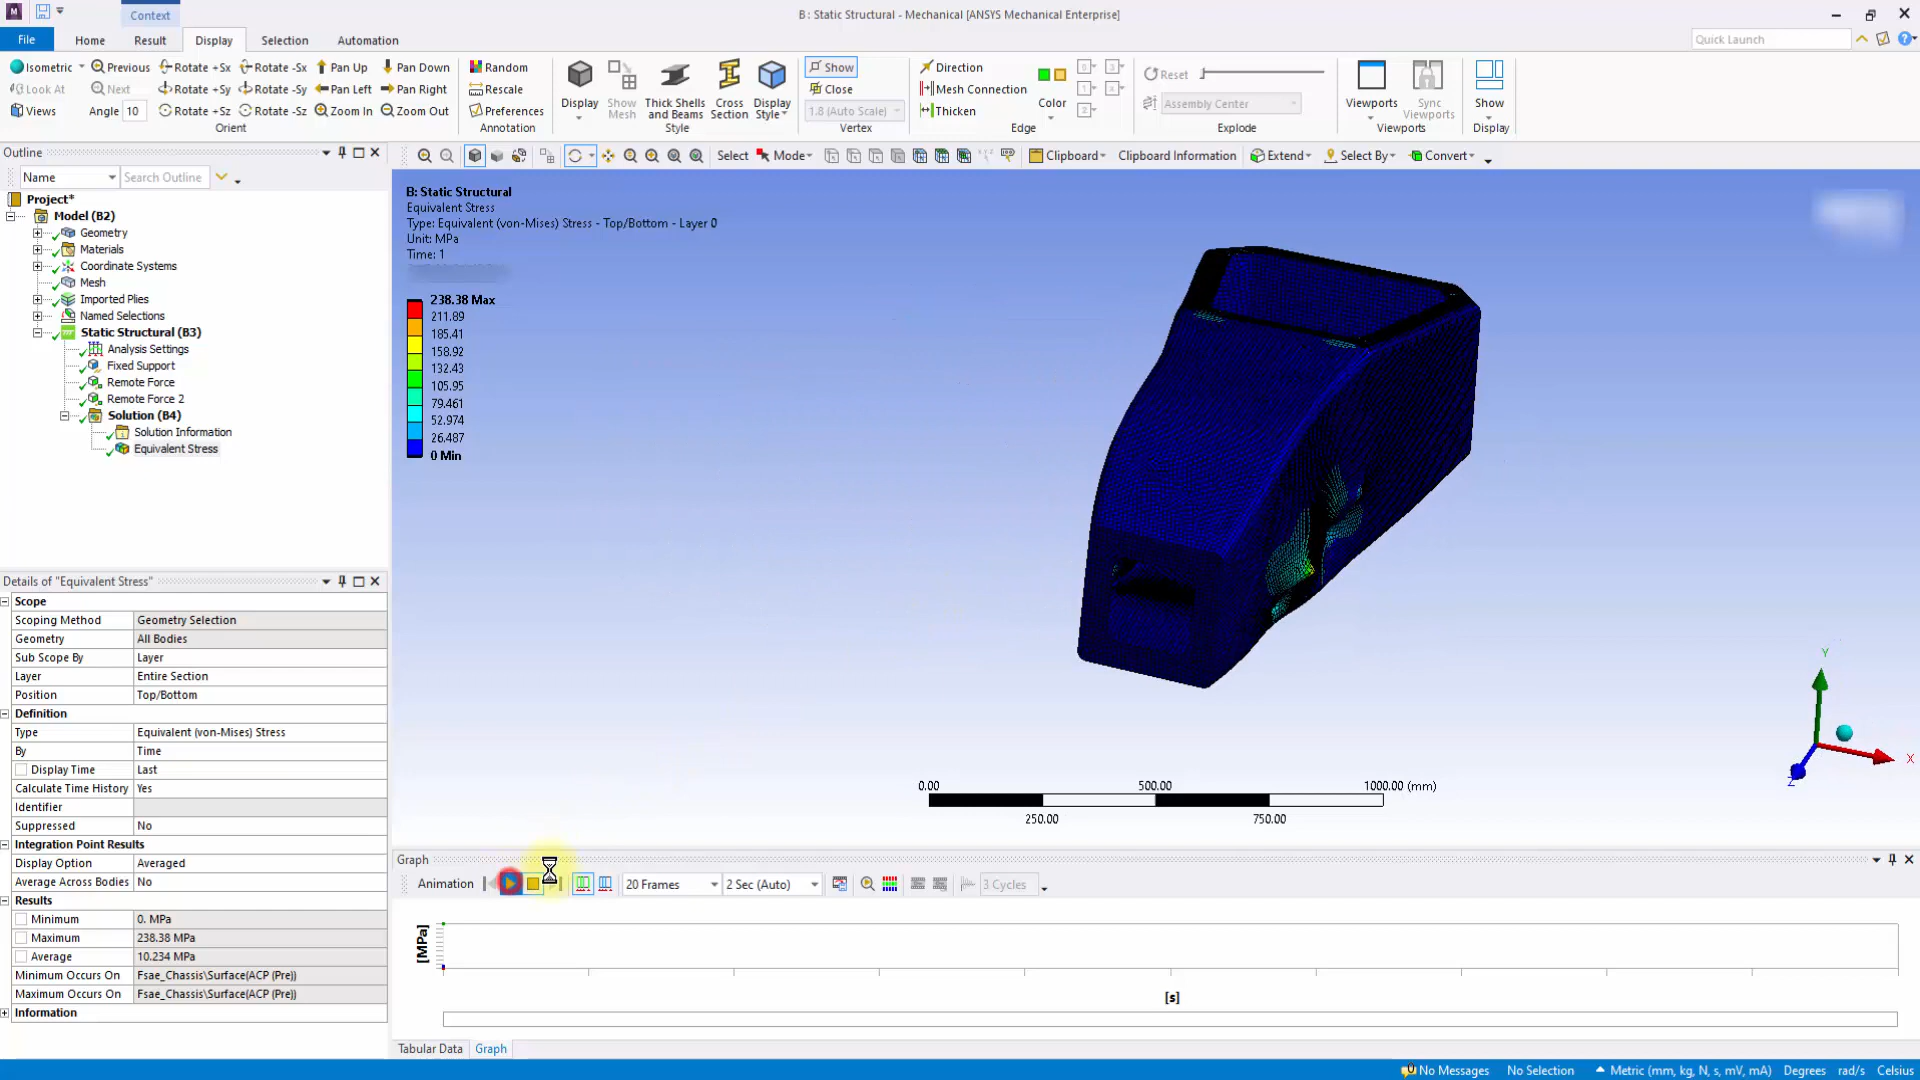 Context
B : Static Structural - Mechanical [ANSYS Mechanical Enterprise]
File Home Result Display Selection Automation
Quick Launch
Isometric Previous Rotate +Sx Rotate -Sx Pan Up Pan Down
Look At Next Rotate +Sy Rotate -Sy Pan Left Pan Right
Views Angle 10 Rotate +Sz Rotate -Sz Zoom In Zoom Out
Orient
Random
Rescale
Preferences
Annotation
Display
Show Mesh
Thick Shells and Beams
Cross Section
Display Style
Style
Show
Close
1.8 (Auto Scale)
Vertex
Direction
Mesh Connection
Thicken
Color
Edge
Reset
Assembly Center
Explode
Viewports
Sync Viewports
Viewports
Show
Display
Outline
Name Search Outline
Select Mode Clipboard Clipboard Information Extend Select By Convert
Project*
Model (B2)
Geometry
Materials
Coordinate Systems
Mesh
Imported Plies
Named Selections
Static Structural (B3)
Analysis Settings
Fixed Support
Remote Force
Remote Force 2
Solution (B4)
Solution Information
Equivalent Stress
B: Static Structural
Equivalent Stress
Type: Equivalent (von-Mises) Stress - Top/Bottom - Layer 0
Unit: MPa
Time: 1
238.38 Max
211.89
185.41
158.92
132.43
105.95
79.461
52.974
26.487
0 Min
Y
X
Z
0.00 500.00 1000.00 (mm)
250.00 750.00
Details of "Equivalent Stress"
Scope
Scoping Method Geometry Selection
Geometry All Bodies
Sub Scope By Layer
Layer Entire Section
Position Top/Bottom
Definition
Type Equivalent (von-Mises) Stress
By Time
Display Time Last
Calculate Time History Yes
Identifier
Suppressed No
Integration Point Results
Display Option Averaged
Average Across Bodies No
Results
Minimum 0. MPa
Maximum 238.38 MPa
Average 10.234 MPa
Minimum Occurs On Fsae_Chassis\Surface(ACP (Pre))
Maximum Occurs On Fsae_Chassis\Surface(ACP (Pre))
Information
Graph
Animation 20 Frames 2 Sec (Auto) 3 Cycles
[MPa]
[s]
Tabular Data Graph
No Messages No Selection Metric (mm, kg, N, s, mV, mA) Degrees rad/s Celsius